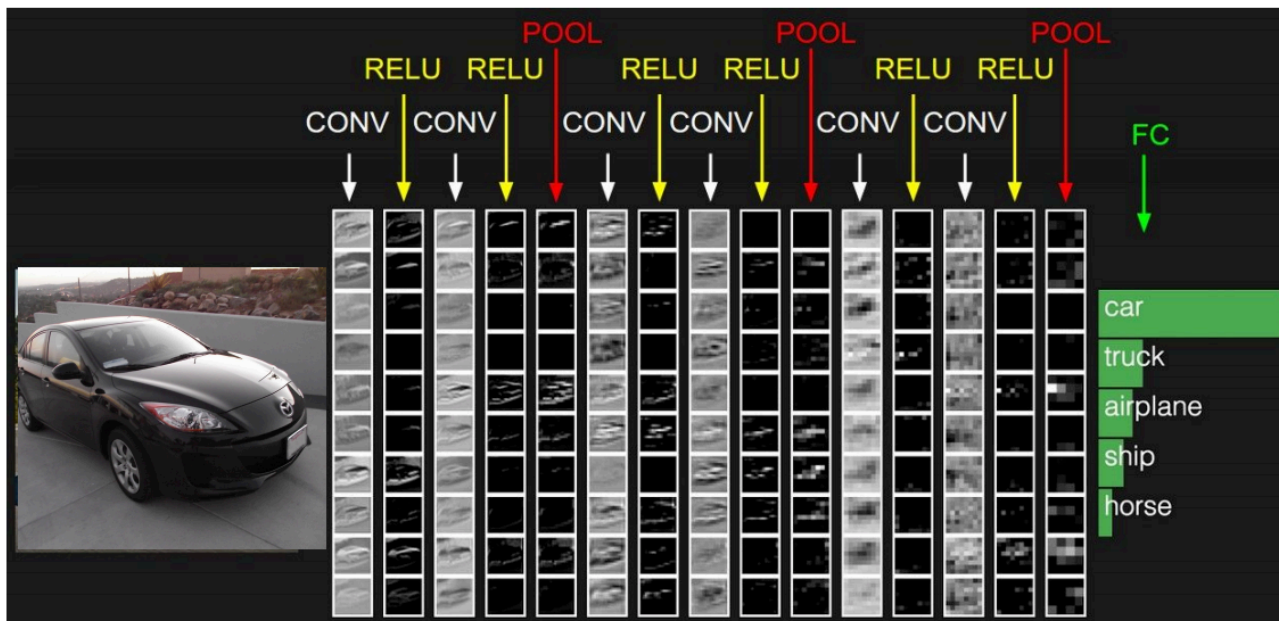 POOL POOL POOL
RELU RELU RELU RELU RELU RELU
CONV CONV CONV CONV CONV CONV
FC
car
truck
airplane
ship
horse